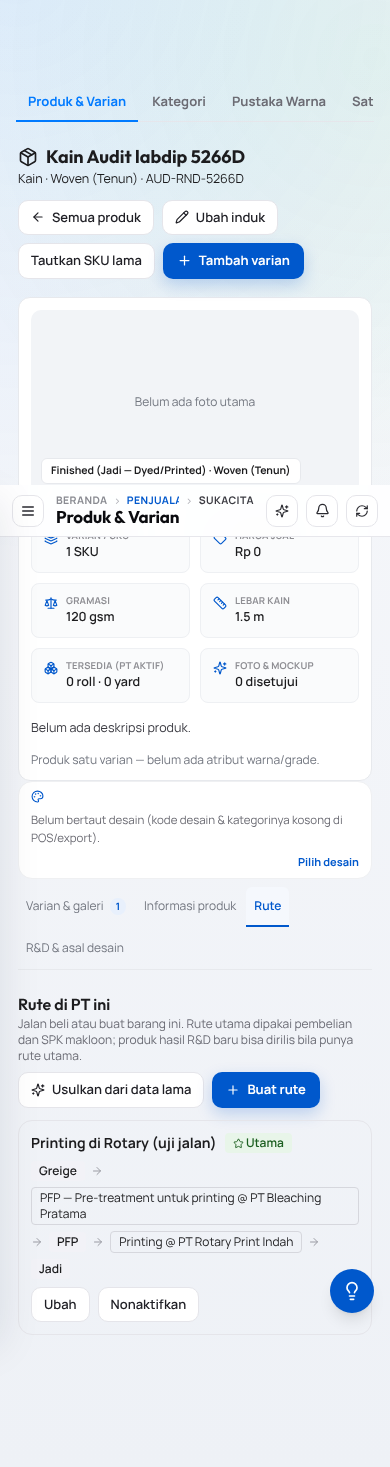 Produk & Varian Kategori Pustaka Warna Sat
Kain Audit labdip 5266D
Kain · Woven (Tenun) · AUD-RND-5266D
Semua produk Ubah induk
Tautkan SKU lama Tambah varian
Belum ada foto utama
Finished (Jadi — Dyed/Printed) · Woven (Tenun)
BERANDA > PENJUALA > SUKACITA
Produk & Varian
1 SKU Rp 0
GRAMASI LEBAR KAIN
120 gsm 1.5 m
TERSEDIA (PT AKTIF) FOTO & MOCKUP
0 roll · 0 yard 0 disetujui
Belum ada deskripsi produk.
Produk satu varian — belum ada atribut warna/grade.
Belum bertaut desain (kode desain & kategorinya kosong di
POS/export).
Pilih desain
Varian & galeri 1 Informasi produk Rute
R&D & asal desain
Rute di PT ini
Jalan beli atau buat barang ini. Rute utama dipakai pembelian
dan SPK makloon; produk hasil R&D baru bisa dirilis bila punya
rute utama.
Usulkan dari data lama Buat rute
Printing di Rotary (uji jalan) Utama
Greige →
PFP — Pre-treatment untuk printing @ PT Bleaching
Pratama
→ PFP → Printing @ PT Rotary Print Indah →
Jadi
Ubah Nonaktifkan